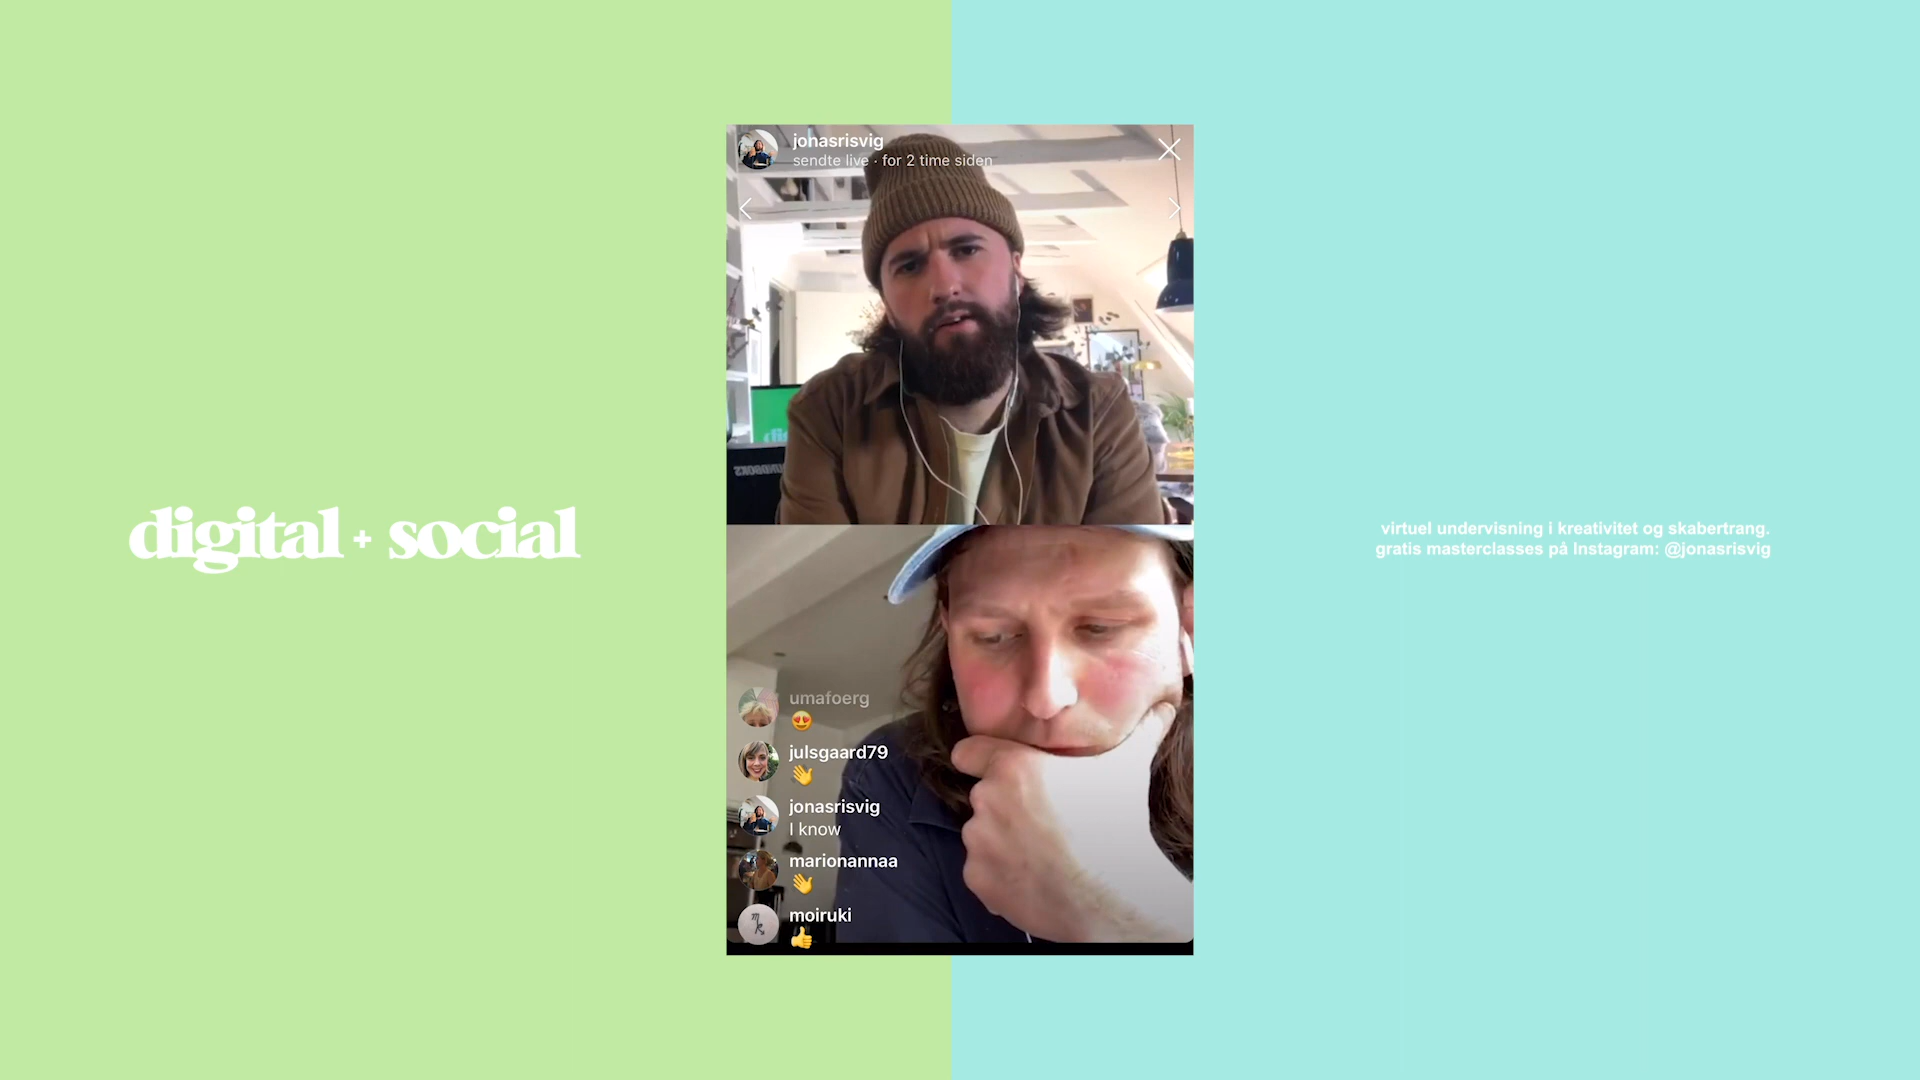 digital + social
jonasrisvig
sendte live · for 2 time siden
umafoerg
😍
julsgaard79
👋
jonasrisvig
I know
marionannaa
👋
moiruki
👍
virtuel undervisning i kreativitet og skabertrang.
gratis masterclasses på Instagram: @jonasrisvig